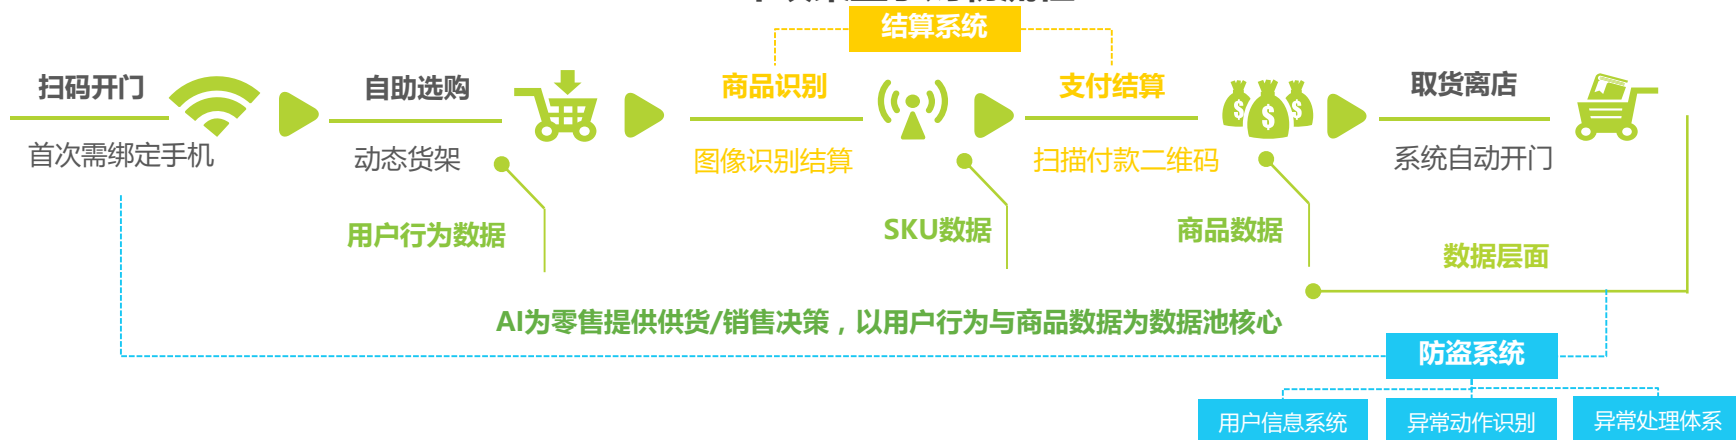 结算系统
扫码开门
自助选购
商品识别
支付结算
取货离店
首次需绑定手机
动态货架
图像识别结算
扫描付款二维码
系统自动开门
用户行为数据
SKU数据
商品数据
数据层面
AI为零售提供供货/销售决策，以用户行为与商品数据为数据池核心
防盗系统
用户信息系统
异常动作识别
异常处理体系